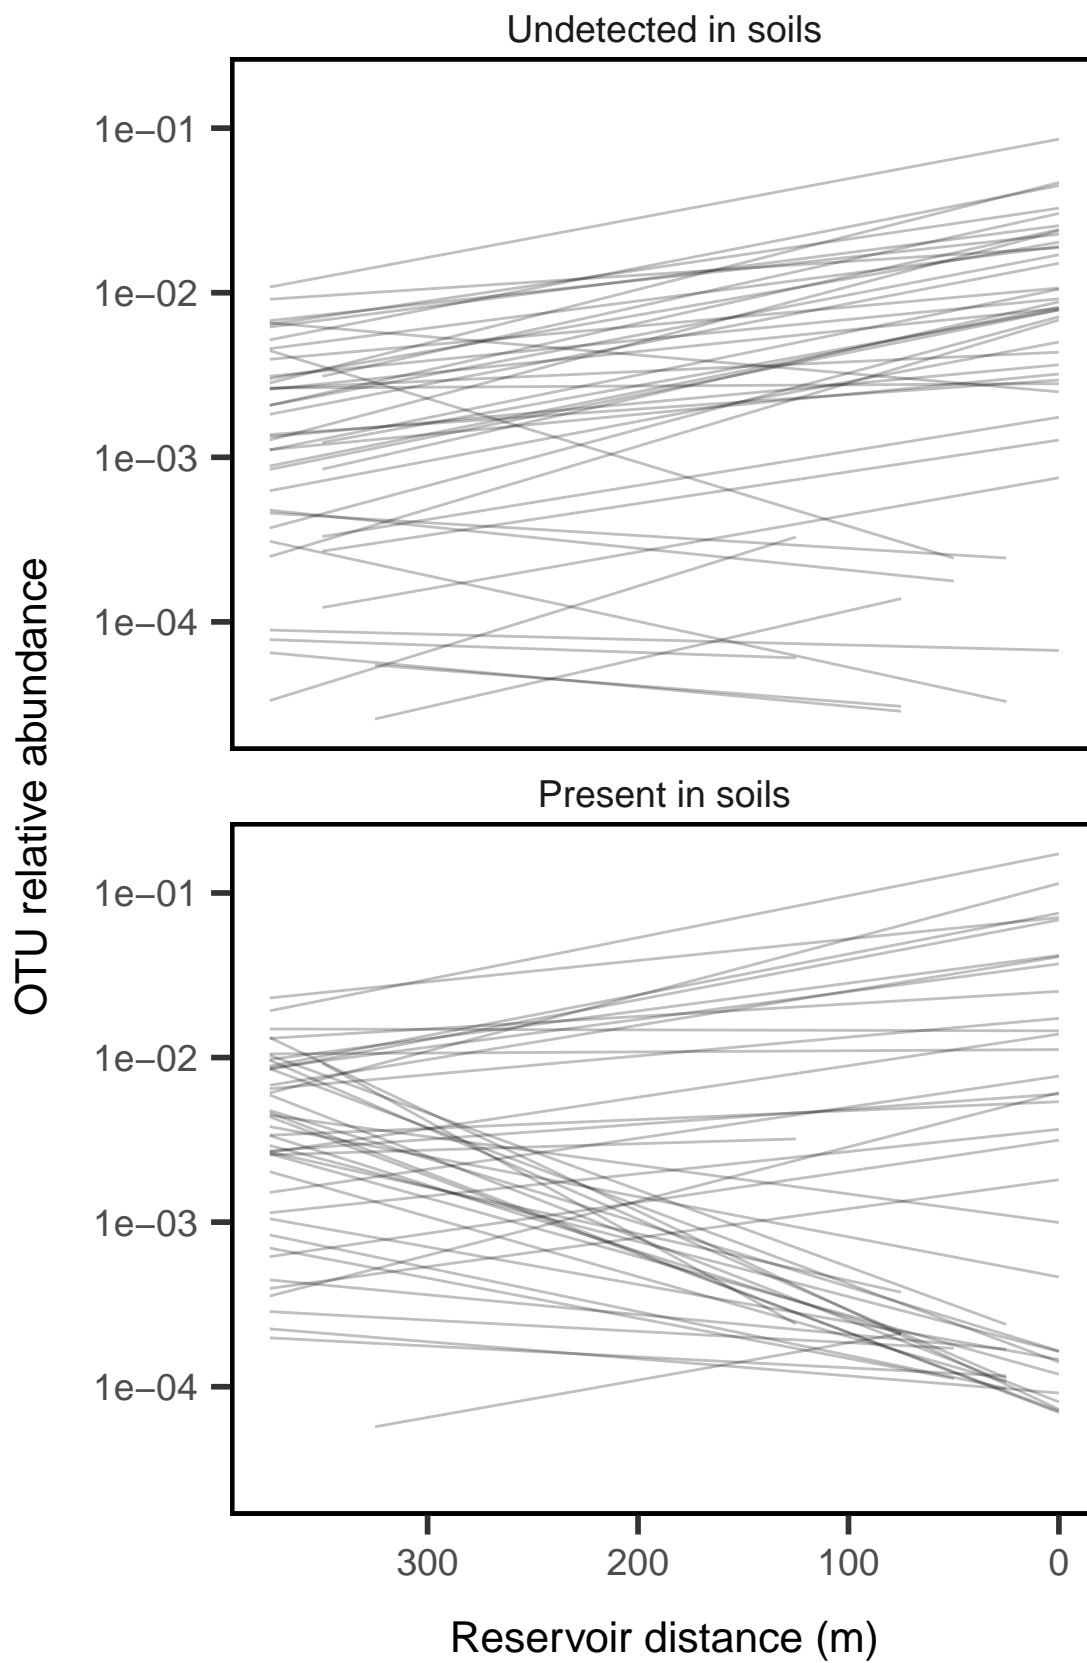 Undetected in soils
1e−01
1e−02
1e−03
1e−04
Present in soils
1e−01
1e−02
1e−03
1e−04
OTU relative abundance
300 200 100 0
Reservoir distance (m)